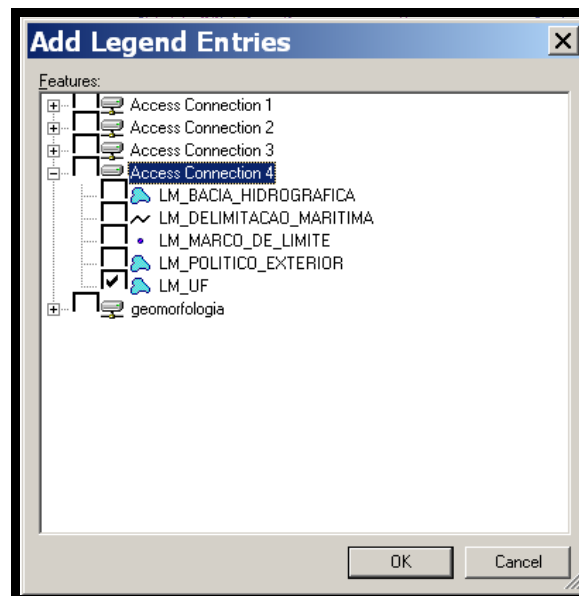 Add Legend Entries
Features:
Access Connection 1
Access Connection 2
Access Connection 3
Access Connection 4
LM_BACIA_HIDROGRAFICA
LM_DELIMITACAO_MARITIMA
LM_MARCO_DE_LIMITE
LM_POLITICO_EXTERIOR
LM_UF
geomorfologia
OK Cancel